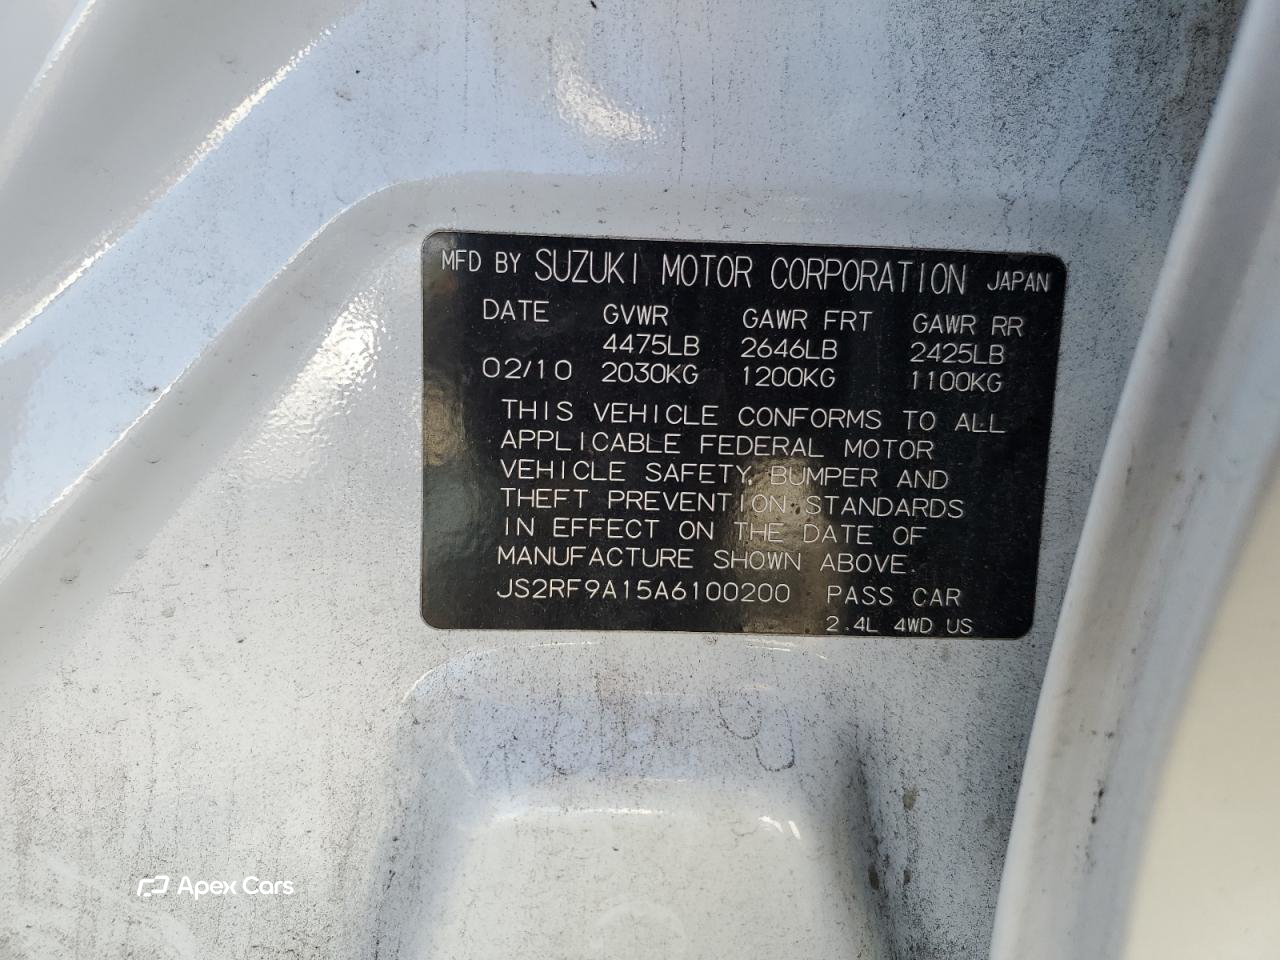 MFD BY SUZUKI MOTOR CORPORATION JAPAN
DATE GVWR GAWR FRT GAWR RR
4475LB 2646LB 2425LB
02/10 2030KG 1200KG 1100KG
THIS VEHICLE CONFORMS TO ALL
APPLICABLE FEDERAL MOTOR
VEHICLE SAFETY, BUMPER AND
THEFT PREVENTION STANDARDS
IN EFFECT ON THE DATE OF
MANUFACTURE SHOWN ABOVE.
JS2RF9A15A6100200 PASS CAR
2.4L 4WD US
Apex Cars